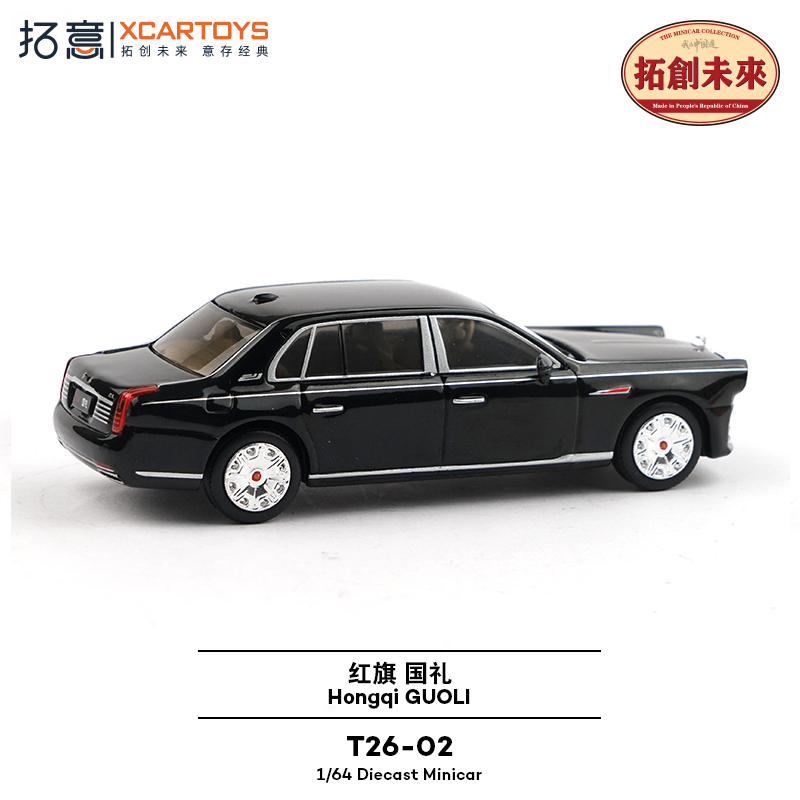 拓意 XCARTOYS
拓创未来 意存经典
THE MINICAR COLLECTION
拓創未來
Made in People's Republic of China
红旗 国礼
Hongqi GUOLI
T26-02
1/64 Diecast Minicar